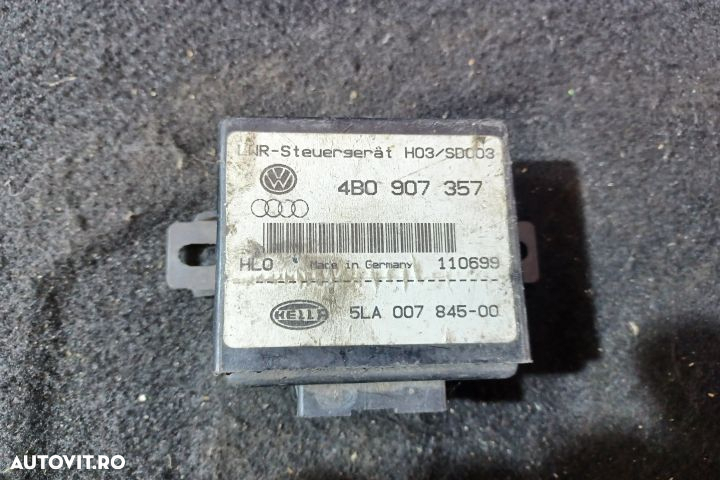 LWR-Steuergerät H03/SD003
4B0 907 357
HLO Made in Germany 110699
HELLA 5LA 007 845-00
AUTOVIT.RO